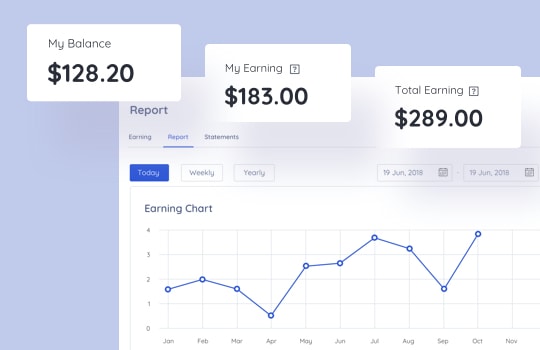 My Balance
$128.20
My Earning ?
$183.00
Total Earning ?
$289.00
Report
Earning Report Statements
Today Weekly Yearly 19 Jun, 2018 - 19 Jun, 2018
Earning Chart
4
3
2
1
0
Jan Feb Mar Apr May Jun Jul Aug Sep Oct Nov